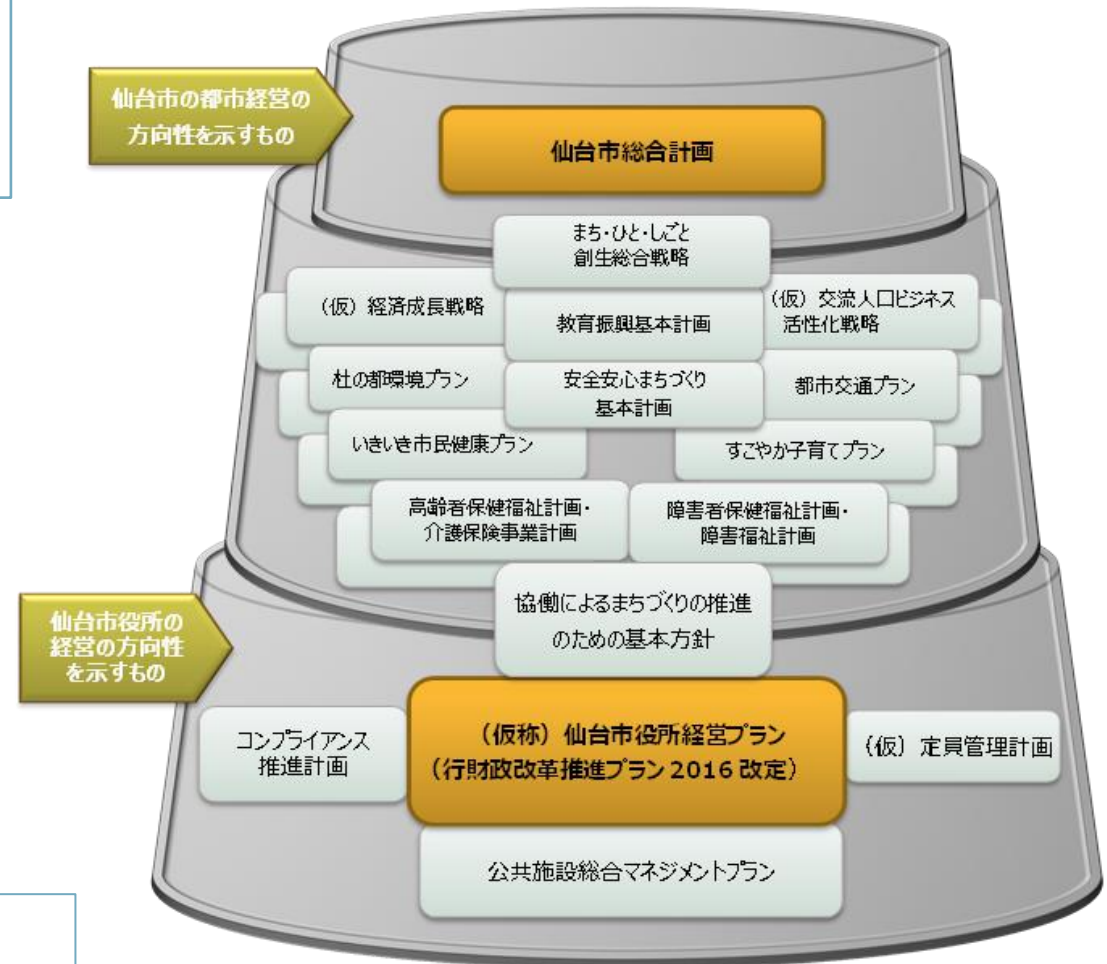 仙台市の都市経営の
方向性を示すもの
仙台市総合計画
まち・ひと・しごと
創生総合戦略
（仮）経済成長戦略
教育振興基本計画
（仮）交流人口ビジネス
活性化戦略
杜の都環境プラン
安全安心まちづくり
基本計画
都市交通プラン
いきいき市民健康プラン
すこやか子育てプラン
高齢者保健福祉計画・
介護保険事業計画
障害者保健福祉計画・
障害福祉計画
協働によるまちづくりの推進
のための基本方針
仙台市役所の
経営の方向性
を示すもの
コンプライアンス
推進計画
（仮称）仙台市役所経営プラン
（行財政改革推進プラン2016改定）
（仮）定員管理計画
公共施設総合マネジメントプラン